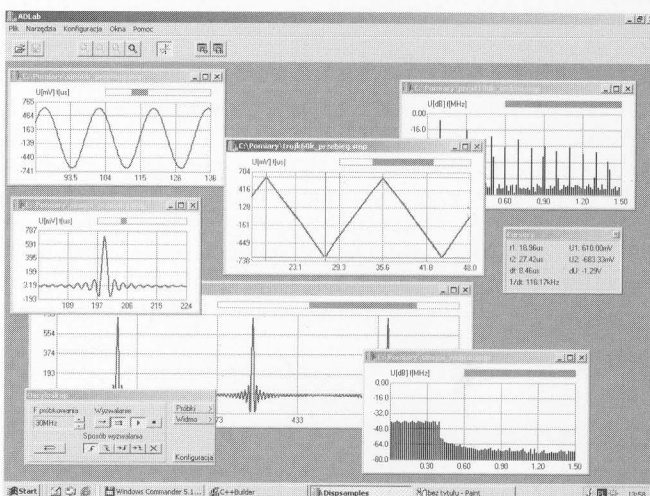 ADLab
Plik Narzędzia Konfiguracja Okna Pomoc
U[mV] t[us]
765
464
163
-139
-440
-741
93.5
104
115
126
136
U[dB] f[MHz]
0.00
-16.0
0.60
0.90
1.20
1.50
C:\Pomiary\trojk60k_przebieg.smp
U[mV] t[us]
704
416
128
-161
-449
-738
23.1
29.3
35.6
41.8
48.0
U[mV] t[us]
787
591
395
199
3.19
-193
189
197
206
215
224
t1: 18.96us U1: 610.00mV
t2: 27.42us U2: -683.33mV
dt: 8.46us dU: -1.29V
1/dt: 118.17kHz
554
374
193
433
U[dB] f[MHz]
0.00
-16.0
-32.0
-48.0
-64.0
-80.0
0.30
0.60
0.90
1.20
1.50
F próbkowania
30MHz
Wyzwalanie
Sposób wyzwalania
Próbki >
Widmo >
Konfiguracja
Start
Windows Commander 5.1...
C++Builder
Dispsamples
bez tytułu - Paint
13:58